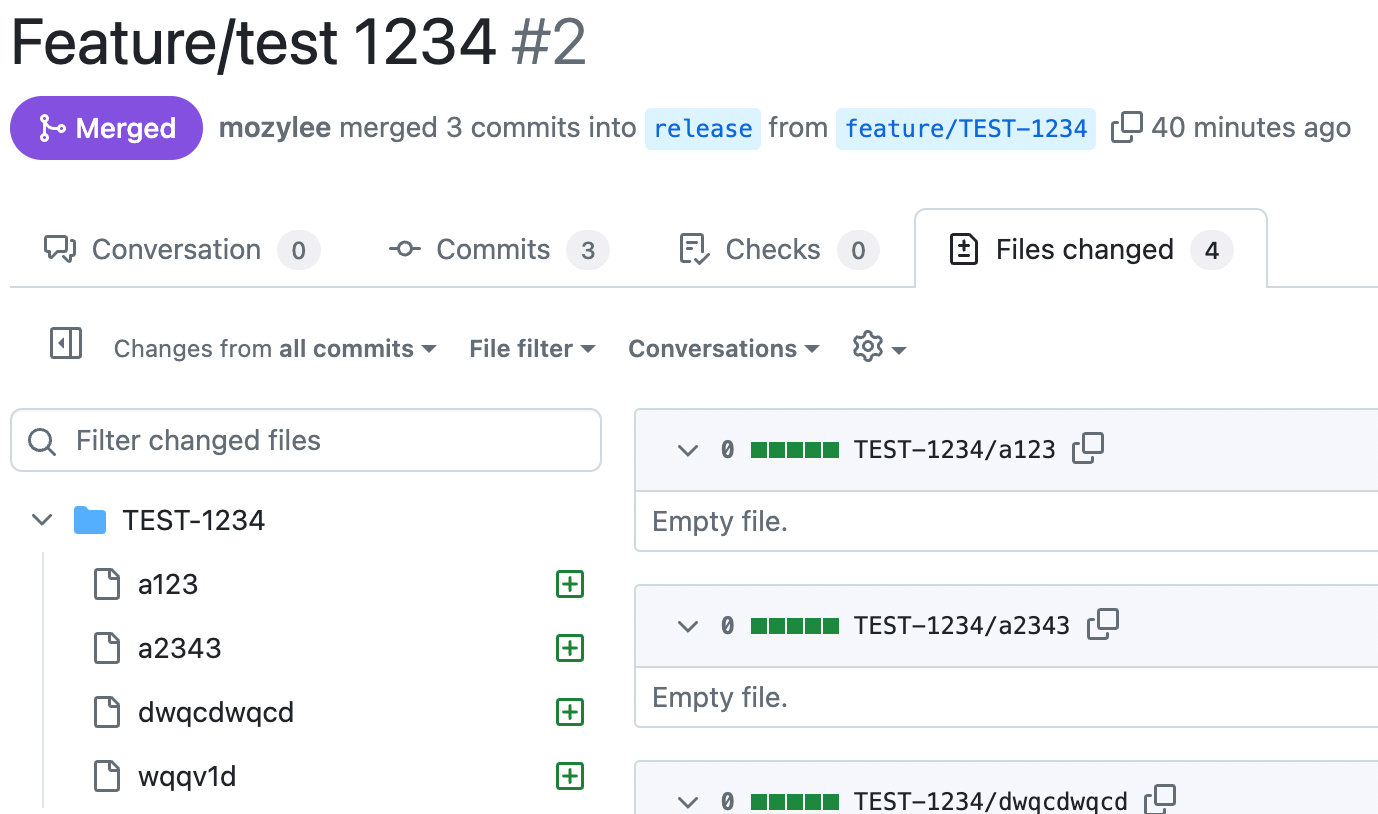 Feature/test 1234 #2
Merged mozylee merged 3 commits into release from feature/TEST-1234 40 minutes ago
Conversation 0 Commits 3 Checks 0 Files changed 4
Changes from all commits File filter Conversations
Filter changed files
TEST-1234
a123
a2343
dwqcdwqcd
wqqv1d
0 TEST-1234/a123
Empty file.
0 TEST-1234/a2343
Empty file.
0 TEST-1234/dwqcdwqcd